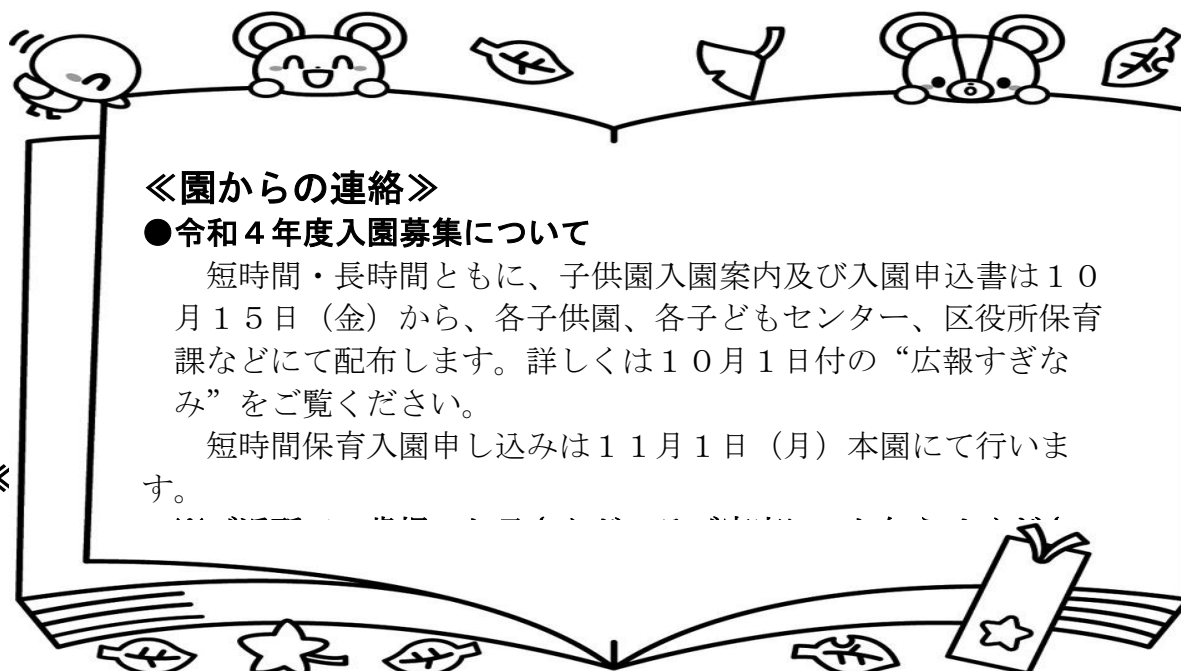 ≪園からの連絡≫
●令和４年度入園募集について
短時間・長時間ともに、子供園入園案内及び入園申込書は１０
月１５日（金）から、各子供園、各子どもセンター、区役所保育
課などにて配布します。詳しくは１０月１日付の“広報すぎな
み”をご覧ください。
短時間保育入園申し込みは１１月１日（月）本園にて行いま
す。
≪